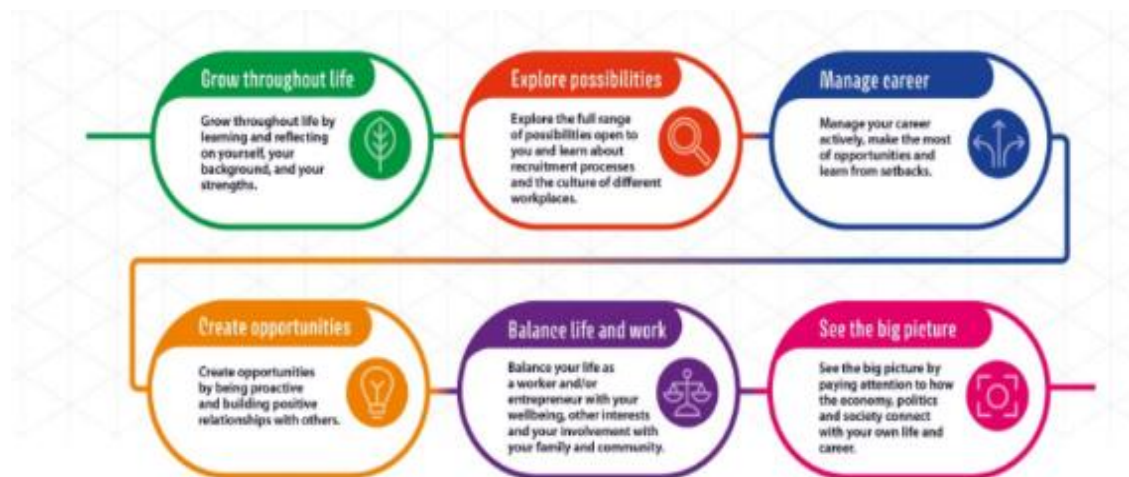 Grow throughout life
Grow throughout life by
learning and reflecting
on yourself, your
background, and your
strengths.
Explore possibilities
Explore the full range
of possibilities open to
you and learn about
recruitment processes
and the culture of different
workplaces.
Manage career
Manage your career
actively, make the most
of opportunities and
learn from setbacks.
Create opportunities
Create opportunities
by being proactive
and building positive
relationships with others.
Balance life and work
Balance your life as
a worker and/or
entrepreneur with your
wellbeing, other interests
and your involvement with
your family and community.
See the big picture
See the big picture by
paying attention to how
the economy, politics
and society connect
with your own life and
career.